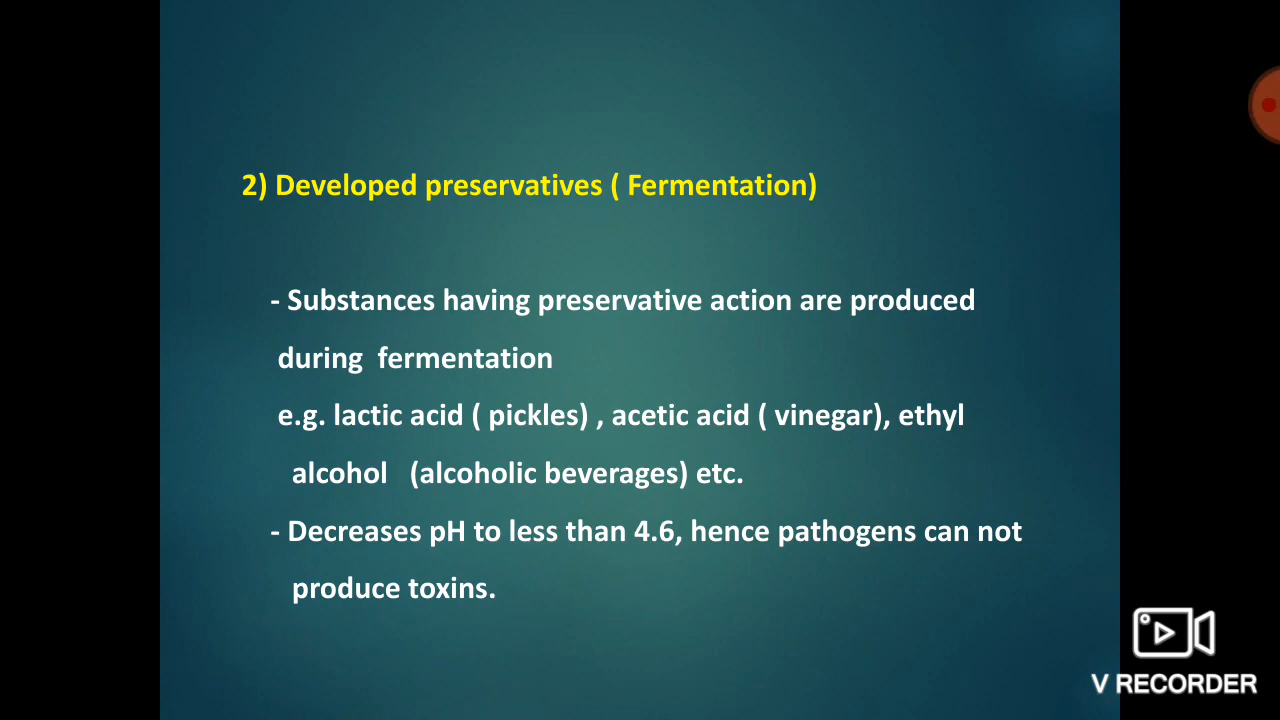 2) Developed preservatives ( Fermentation)
- Substances having preservative action are produced
during fermentation
e.g. lactic acid ( pickles) , acetic acid ( vinegar), ethyl
alcohol (alcoholic beverages) etc.
- Decreases pH to less than 4.6, hence pathogens can not
produce toxins.
V RECORDER